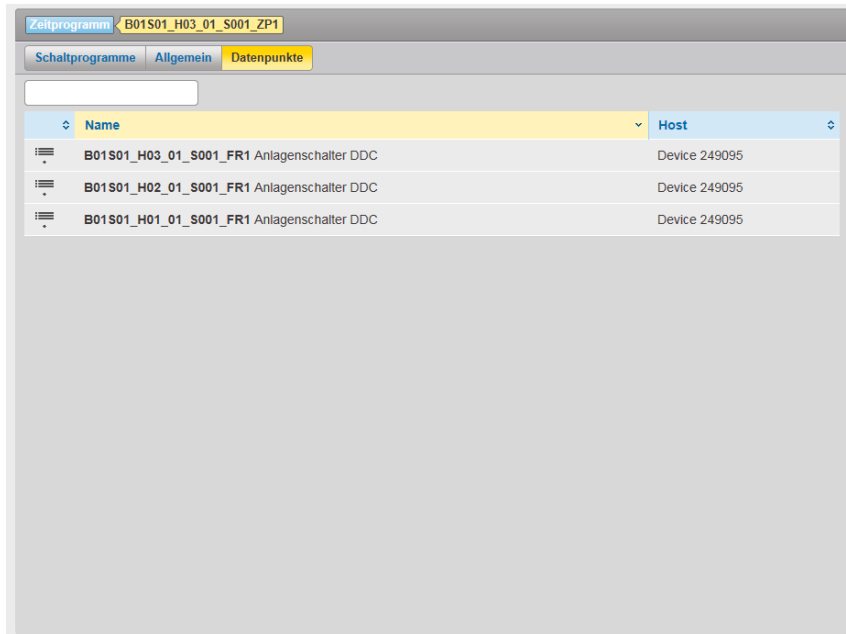 Zeitprogramm B01S01_H03_01_S001_ZP1
Schaltprogramme Allgemein Datenpunkte
Name Host
B01S01_H03_01_S001_FR1 Anlagenschalter DDC Device 249095
B01S01_H02_01_S001_FR1 Anlagenschalter DDC Device 249095
B01S01_H01_01_S001_FR1 Anlagenschalter DDC Device 249095